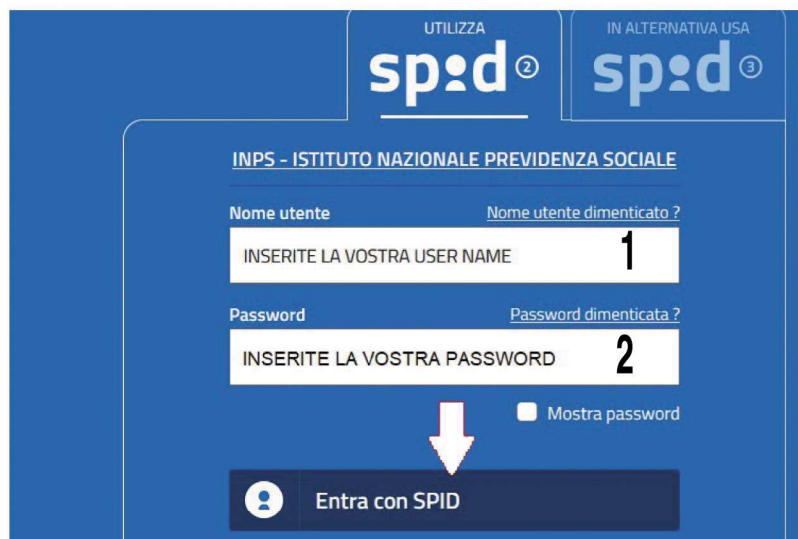 UTILIZZA
spid 2
IN ALTERNATIVA USA
spid 3
INPS - ISTITUTO NAZIONALE PREVIDENZA SOCIALE
Nome utente Nome utente dimenticato ?
INSERITE LA VOSTRA USER NAME 1
Password Password dimenticata ?
INSERITE LA VOSTRA PASSWORD 2
Mostra password
Entra con SPID